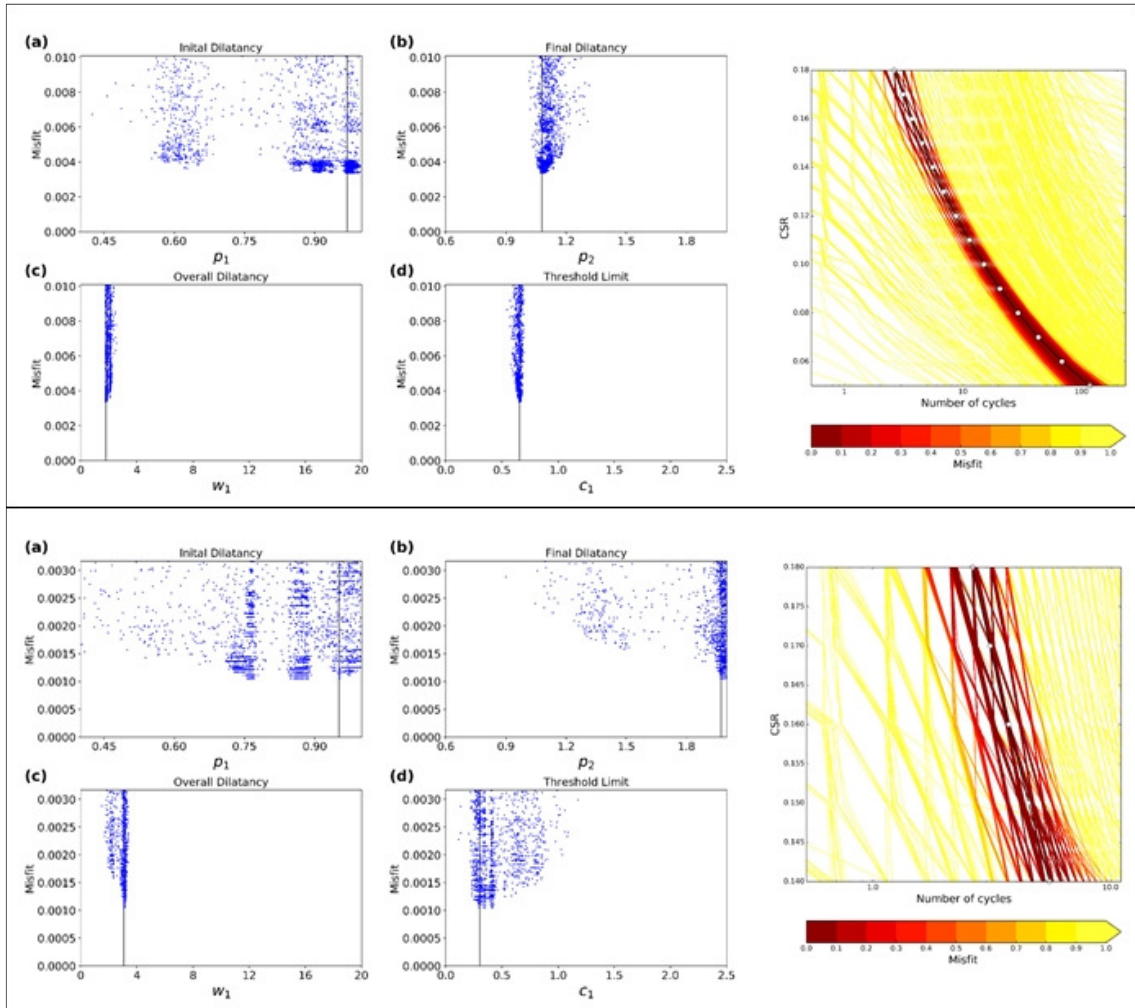 (a)
Inital Dilatancy
0.010
0.008
0.006
0.004
0.002
0.000
Misfit
0.45 0.60 0.75 0.90
p1
(b)
Final Dilatancy
0.010
0.008
0.006
0.004
0.002
0.000
Misfit
0.6 0.9 1.2 1.5 1.8
p2
(c)
Overall Dilatancy
0.010
0.008
0.006
0.004
0.002
0.000
Misfit
0 4 8 12 16 20
w1
(d)
Threshold Limit
0.010
0.008
0.006
0.004
0.002
0.000
Misfit
0.0 0.5 1.0 1.5 2.0 2.5
c1
0.18
0.16
0.14
0.12
0.10
0.08
0.06
CSR
1 10 100
Number of cycles
0.0 0.1 0.2 0.3 0.4 0.5 0.6 0.7 0.8 0.9 1.0
Misfit
(a)
Inital Dilatancy
0.0030
0.0025
0.0020
0.0015
0.0010
0.0005
0.0000
Misfit
0.45 0.60 0.75 0.90
p1
(b)
Final Dilatancy
0.0030
0.0025
0.0020
0.0015
0.0010
0.0005
0.0000
Misfit
0.6 0.9 1.2 1.5 1.8
p2
(c)
Overall Dilatancy
0.0030
0.0025
0.0020
0.0015
0.0010
0.0005
0.0000
Misfit
0 4 8 12 16 20
w1
(d)
Threshold Limit
0.0030
0.0025
0.0020
0.0015
0.0010
0.0005
0.0000
Misfit
0.0 0.5 1.0 1.5 2.0 2.5
c1
0.180
0.175
0.170
0.165
0.160
0.155
0.150
0.145
0.140
CSR
1.0 10.0
Number of cycles
0.0 0.1 0.2 0.3 0.4 0.5 0.6 0.7 0.8 0.9 1.0
Misfit